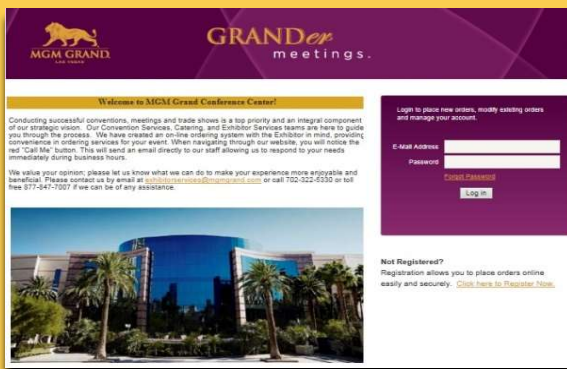 MGM GRAND.
LAS VEGAS
GRANDer
meetings.
Welcome to MGM Grand Conference Center!
Conducting successful conventions, meetings and trade shows is a top priority and an integral component
of our strategic vision.  Our Convention Services, Catering, and Exhibitor Services teams are here to guide
you through the process.  We have created an on-line ordering system with the Exhibitor in mind, providing
convenience in ordering services for your event. When navigating through our website, you will notice the
red "Call Me" button. This will send an email directly to our staff allowing us to respond to your needs
immediately during business hours.
We value your opinion; please let us know what we can do to make your experience more enjoyable and
beneficial. Please contact us by email at exhibitorservices@mgmgrand.com or call 702-322-5330 or toll
free 877-847-7007 if we can be of any assistance.
Login to place new orders, modify existing orders
and manage your account.
E-Mail Address
Password
Forgot Password
Log in
Not Registered?
Registration allows you to place orders online
easily and securely.  Click here to Register Now.